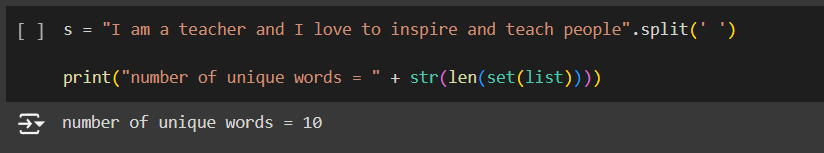 [ ] s = "I am a teacher and I love to inspire and teach people".split(' ')
print("number of unique words = " + str(len(set(list))))
number of unique words = 10